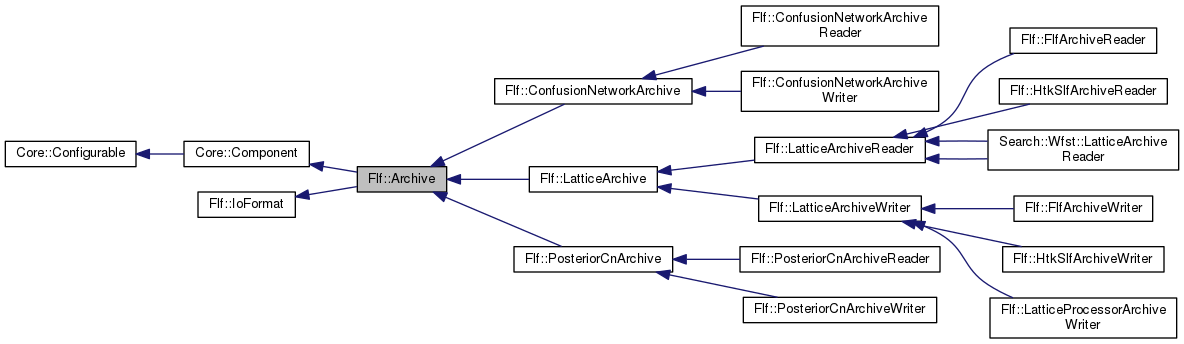 Core::Configurable
Core::Component
Flf::IoFormat
Flf::Archive
Flf::ConfusionNetworkArchive
Flf::LatticeArchive
Flf::PosteriorCnArchive
Flf::ConfusionNetworkArchive
Reader
Flf::ConfusionNetworkArchive
Writer
Flf::LatticeArchiveReader
Flf::LatticeArchiveWriter
Flf::PosteriorCnArchiveReader
Flf::PosteriorCnArchiveWriter
Flf::FlfArchiveReader
Flf::HtkSlfArchiveReader
Search::Wfst::LatticeArchive
Reader
Flf::FlfArchiveWriter
Flf::HtkSlfArchiveWriter
Flf::LatticeProcessorArchive
Writer